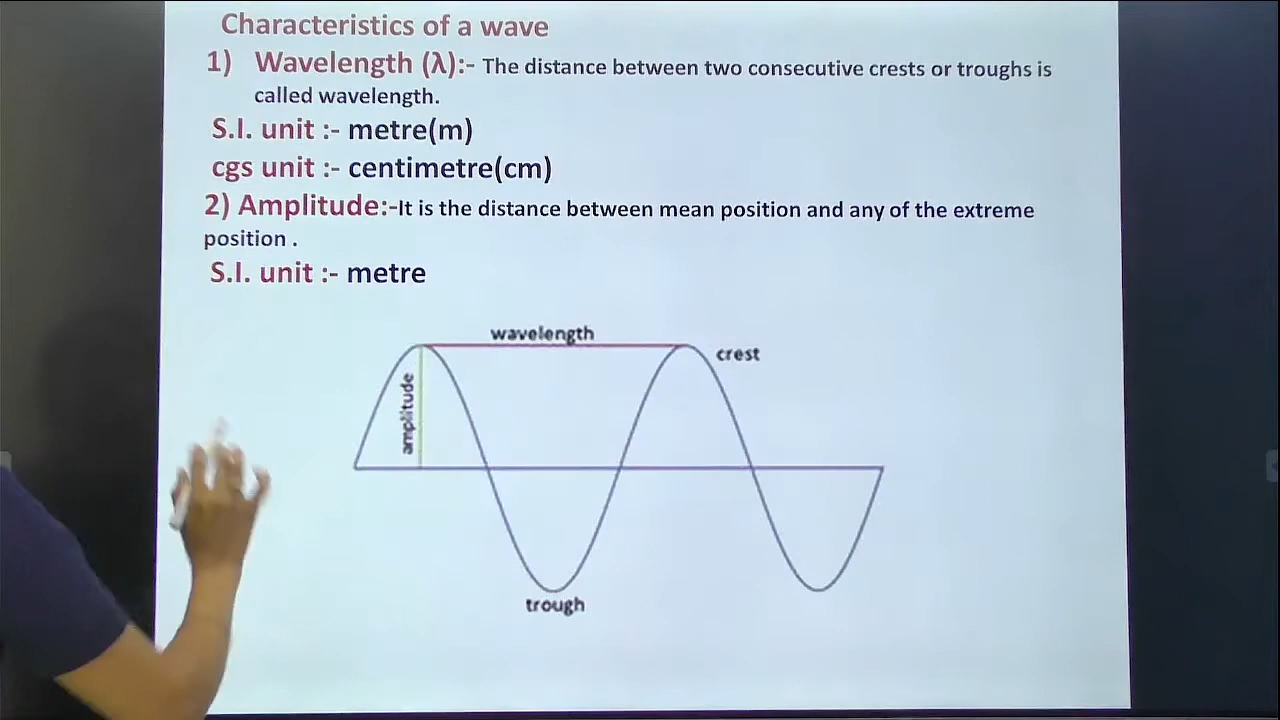 Characteristics of a wave
1) Wavelength (λ):- The distance between two consecutive crests or troughs is
called wavelength.
S.I. unit :- metre(m)
cgs unit :- centimetre(cm)
2) Amplitude:-It is the distance between mean position and any of the extreme
position .
S.I. unit :- metre
wavelength
crest
amplitude
trough